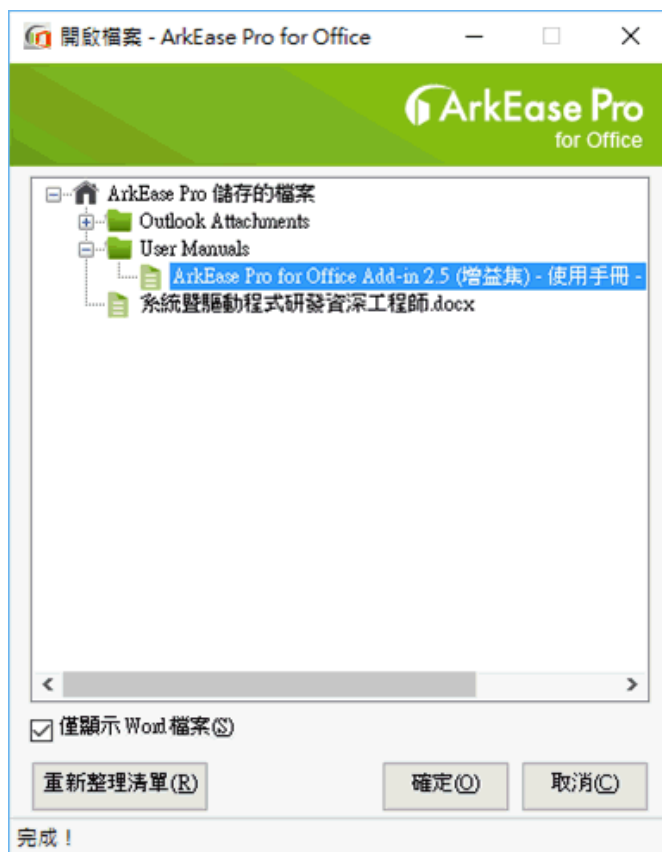 開啟檔案 - ArkEase Pro for Office
ArkEase Pro
for Office
ArkEase Pro 儲存的檔案
Outlook Attachments
User Manuals
ArkEase Pro for Office Add-in 2.5 (增益集) - 使用手冊 -
系統暨驅動程式研發資深工程師.docx
僅顯示 Word 檔案(S)
重新整理清單(R)
確定(O)
取消(C)
完成！